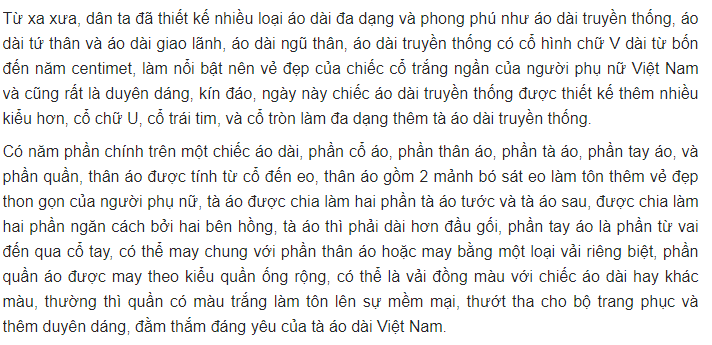 Từ xa xưa, dân ta đã thiết kế nhiều loại áo dài đa dạng và phong phú như áo dài truyền thống, áo
dài tứ thân và áo dài giao lãnh, áo dài ngũ thân, áo dài truyền thống có cổ hình chữ V dài từ bốn
đến năm centimet, làm nổi bật nên vẻ đẹp của chiếc cổ trắng ngần của người phụ nữ Việt Nam
và cũng rất là duyên dáng, kín đáo, ngày này chiếc áo dài truyền thống được thiết kế thêm nhiều
kiểu hơn, cổ chữ U, cổ trái tim, và cổ tròn làm đa dạng thêm tà áo dài truyền thống.
Có năm phần chính trên một chiếc áo dài, phần cổ áo, phần thân áo, phần tà áo, phần tay áo, và
phần quần, thân áo được tính từ cổ đến eo, thân áo gồm 2 mảnh bó sát eo làm tôn thêm vẻ đẹp
thon gọn của người phụ nữ, tà áo được chia làm hai phần tà áo tước và tà áo sau, được chia làm
hai phần ngăn cách bởi hai bên hồng, tà áo thì phải dài hơn đầu gối, phần tay áo là phần từ vai
đến qua cổ tay, có thể may chung với phần thân áo hoặc may bằng một loại vải riêng biệt, phần
quần áo được may theo kiểu quần ống rộng, có thể là vải đồng màu với chiếc áo dài hay khác
màu, thường thì quần có màu trắng làm tôn lên sự mềm mại, thướt tha cho bộ trang phục và
thêm duyên dáng, đằm thắm đáng yêu của tà áo dài Việt Nam.